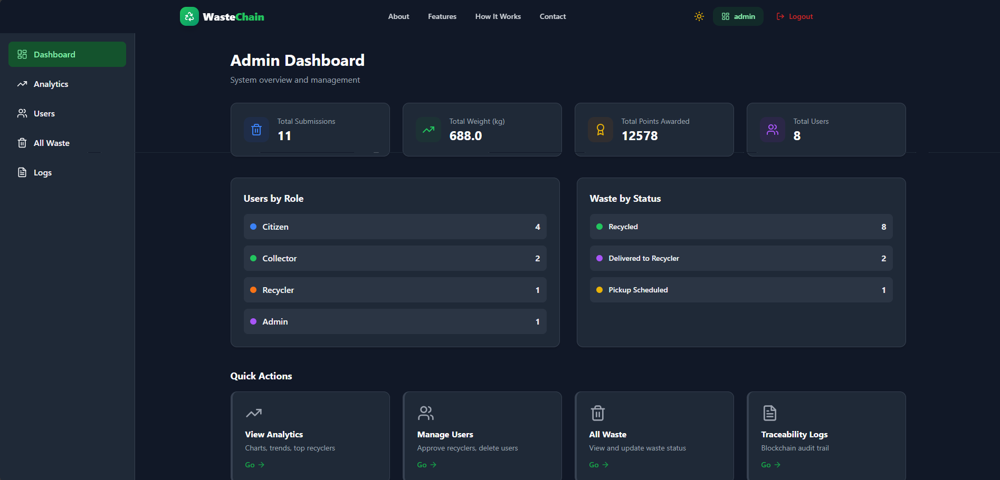 WasteChain
About
Features
How It Works
Contact
admin
Logout
Dashboard
Analytics
Users
All Waste
Logs
Admin Dashboard
System overview and management
Total Submissions
11
Total Weight (kg)
688.0
Total Points Awarded
12578
Total Users
8
Users by Role
Citizen 4
Collector 2
Recycler 1
Admin 1
Waste by Status
Recycled 8
Delivered to Recycler 2
Pickup Scheduled 1
Quick Actions
View Analytics
Charts, trends, top recyclers
Go →
Manage Users
Approve recyclers, delete users
Go →
All Waste
View and update waste status
Go →
Traceability Logs
Blockchain audit trail
Go →